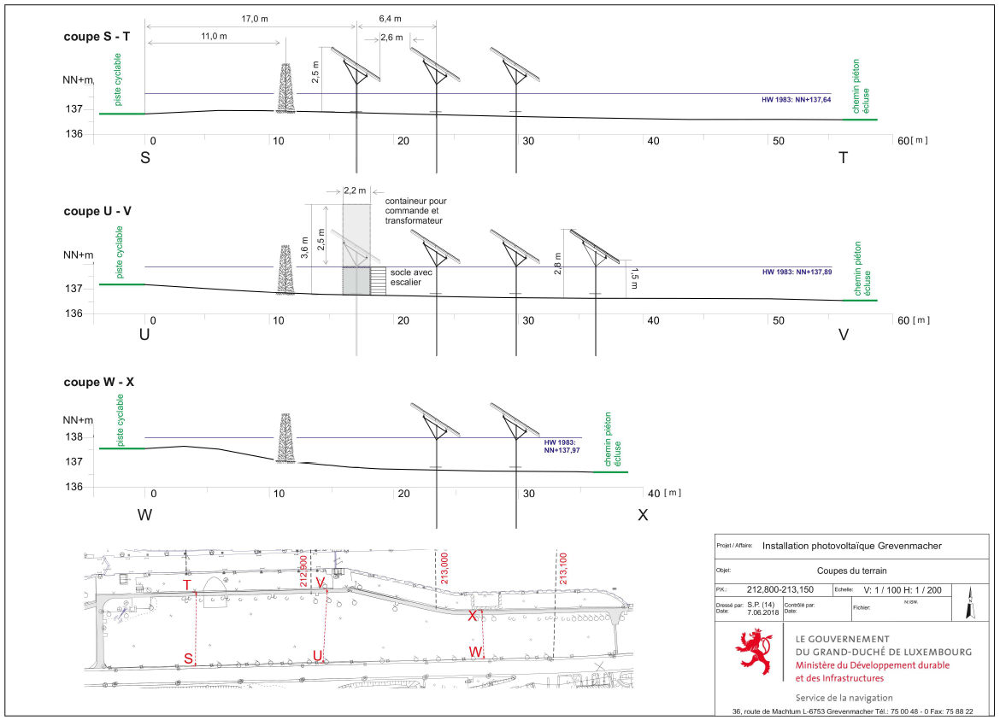 coupe S - T
17,0 m
6,4 m
11,0 m
2,6 m
2,5 m
piste cyclable
NN+m
137
136
HW 1983: NN+137,64
chemin piéton
écluse
0
10
20
30
40
50
60 [ m ]
S
T
coupe U - V
2,2 m
containeur pour
commande et
transformateur
3,6 m
2,5 m
piste cyclable
NN+m
137
136
socle avec
escalier
2,8 m
1,5 m
HW 1983: NN+137,89
chemin piéton
écluse
0
10
20
30
40
50
60 [ m ]
U
V
coupe W - X
piste cyclable
NN+m
138
137
136
HW 1983:
NN+137,97
chemin piéton
écluse
0
10
20
30
40 [ m ]
W
X
212,900
213,000
213,100
T
V
X
S
U
W
Projet / Affaire: Installation photovoltaïque Grevenmacher
Objet: Coupes du terrain
P.K.: 212,800-213,150
Echelle: V: 1 / 100 H: 1 / 200
Dressé par: S.P. (14)
Date: 7.06.2018
Contrôlé par:
Date:
Fichier:
N:\SN\
N
LE GOUVERNEMENT
DU GRAND-DUCHÉ DE LUXEMBOURG
Ministère du Développement durable
et des Infrastructures
Service de la navigation
36, route de Machtum L-6753 Grevenmacher Tél.: 75 00 48 - 0 Fax: 75 88 22